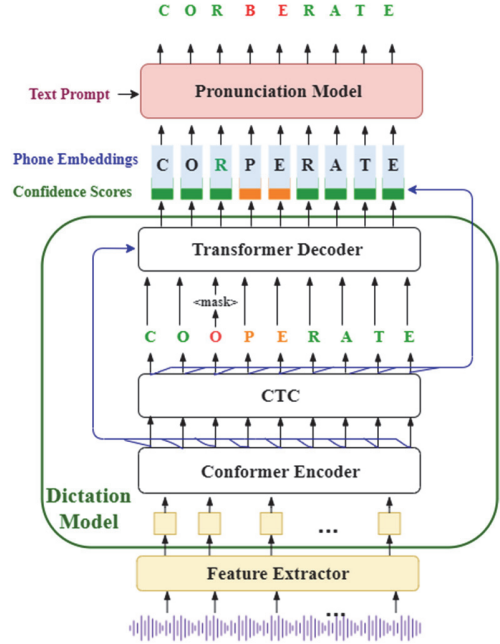 C O R B E R A T E
Pronunciation Model
Text Prompt
Phone Embeddings
C O R P E R A T E
Confidence Scores
Transformer Decoder
<mask>
C O O P E R A T E
CTC
Conformer Encoder
Dictation
Model
...
Feature Extractor
...